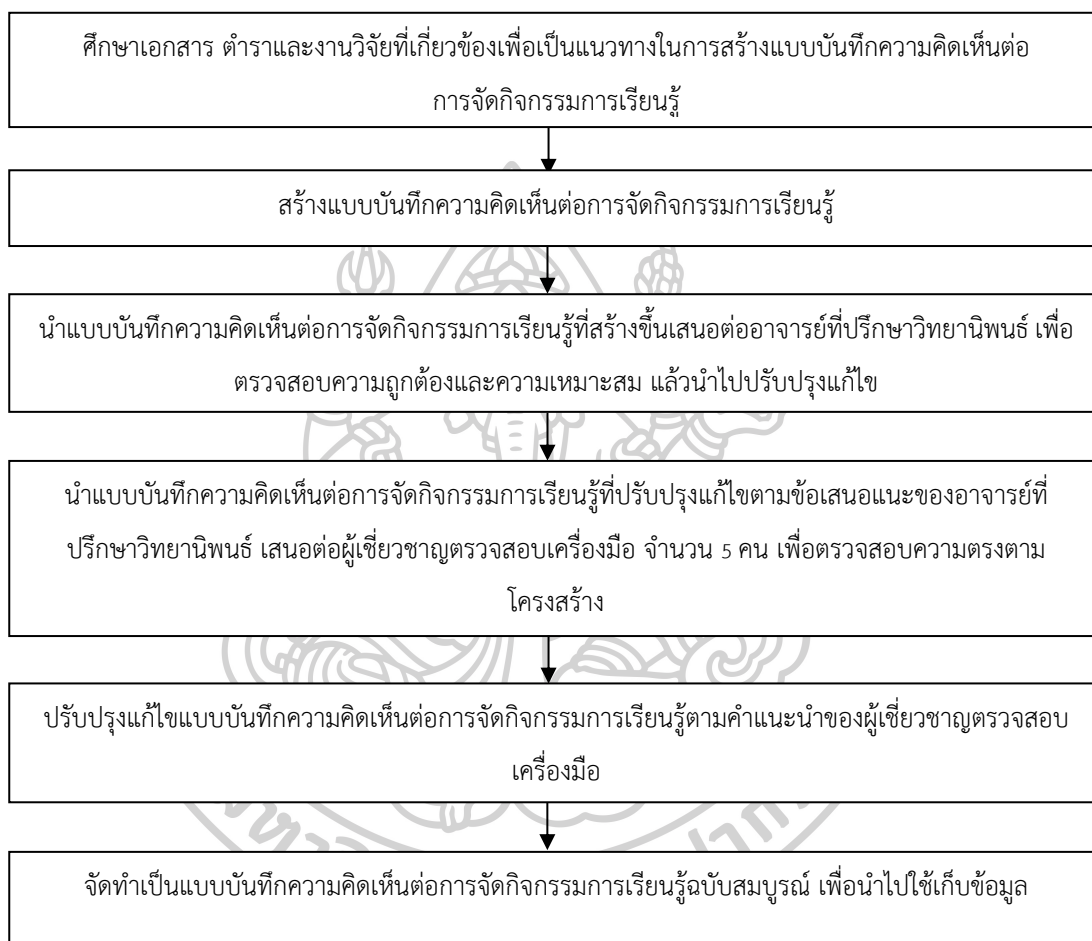 ศึกษาเอกสาร ตำราและงานวิจัยที่เกี่ยวข้องเพื่อเป็นแนวทางในการสร้างแบบบันทึกความคิดเห็นต่อ
การจัดกิจกรรมการเรียนรู้
สร้างแบบบันทึกความคิดเห็นต่อการจัดกิจกรรมการเรียนรู้
นำแบบบันทึกความคิดเห็นต่อการจัดกิจกรรมการเรียนรู้ที่สร้างขึ้นเสนอต่ออาจารย์ที่ปรึกษาวิทยานิพนธ์ เพื่อ
ตรวจสอบความถูกต้องและความเหมาะสม แล้วนำไปปรับปรุงแก้ไข
นำแบบบันทึกความคิดเห็นต่อการจัดกิจกรรมการเรียนรู้ที่ปรับปรุงแก้ไขตามข้อเสนอแนะของอาจารย์ที่
ปรึกษาวิทยานิพนธ์ เสนอต่อผู้เชี่ยวชาญตรวจสอบเครื่องมือ จำนวน 5 คน เพื่อตรวจสอบความตรงตาม
โครงสร้าง
ปรับปรุงแก้ไขแบบบันทึกความคิดเห็นต่อการจัดกิจกรรมการเรียนรู้ตามคำแนะนำของผู้เชี่ยวชาญตรวจสอบ
เครื่องมือ
จัดทำเป็นแบบบันทึกความคิดเห็นต่อการจัดกิจกรรมการเรียนรู้ฉบับสมบูรณ์ เพื่อนำไปใช้เก็บข้อมูล